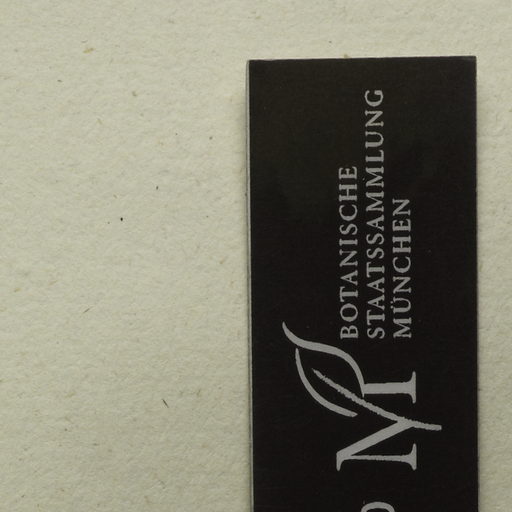 BOTANISCHE
STAATSSAMMLUNG
MÜNCHEN
M